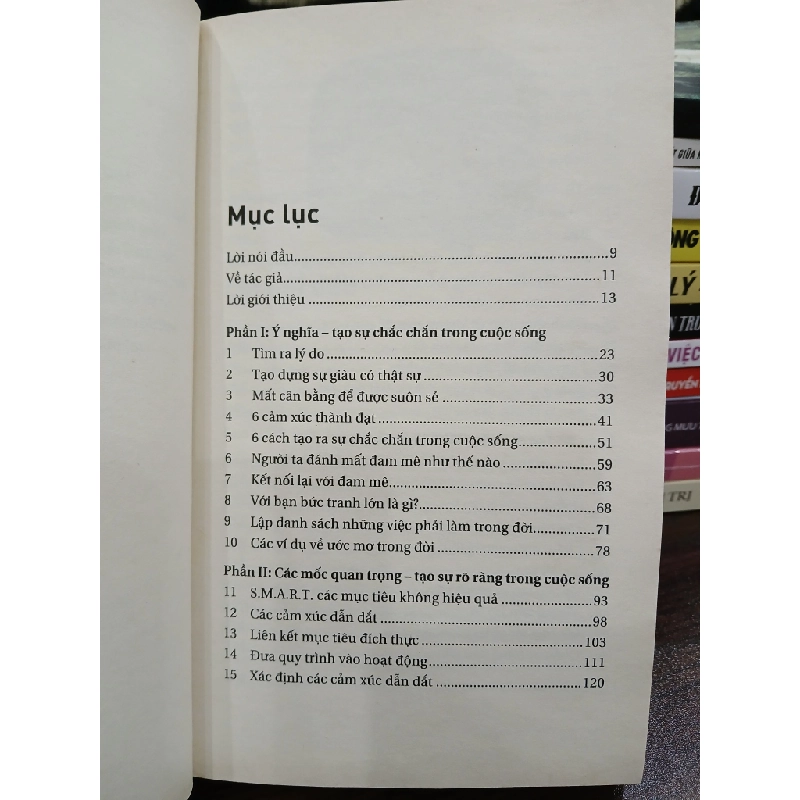 Mục lục
Lời nói đầu..................9
Về tác giả..................11
Lời giới thiệu ..................13
Phần I: Ý nghĩa – tạo sự chắc chắn trong cuộc sống
1 Tìm ra lý do..................23
2 Tạo dựng sự giàu có thật sự ..................30
3 Mất cân bằng để được suôn sẻ ..................33
4 6 cảm xúc thành đạt..................41
5 6 cách tạo ra sự chắc chắn trong cuộc sống..................51
6 Người ta đánh mất đam mê như thế nào ..................59
7 Kết nối lại với đam mê..................63
8 Với bạn bức tranh lớn là gì?..................68
9 Lập danh sách những việc phải làm trong đời..................71
10 Các ví dụ về ước mơ trong đời ..................78
Phần II: Các mốc quan trọng – tạo sự rõ ràng trong cuộc sống
11 S.M.A.R.T. các mục tiêu không hiệu quả ..................93
12 Các cảm xúc dẫn dắt ..................98
13 Liên kết mục tiêu đích thực..................103
14 Đưa quy trình vào hoạt động..................111
15 Xác định các cảm xúc dẫn dắt ..................120
GIỮA
LÝ
VIỆC
MƯU
TRỊ